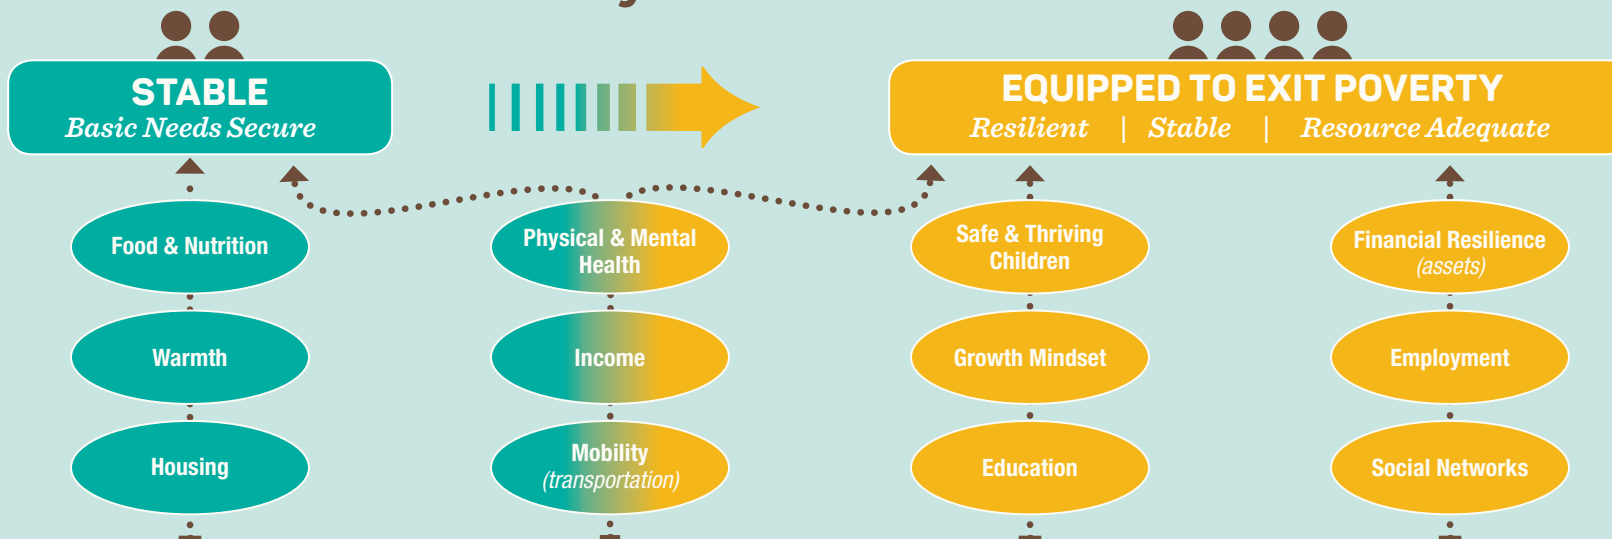 STABLE
Basic Needs Secure
EQUIPPED TO EXIT POVERTY
Resilient | Stable | Resource Adequate
Food & Nutrition
Warmth
Housing
Physical & Mental
Health
Income
Mobility
(transportation)
Safe & Thriving
Children
Growth Mindset
Education
Financial Resilience
(assets)
Employment
Social Networks